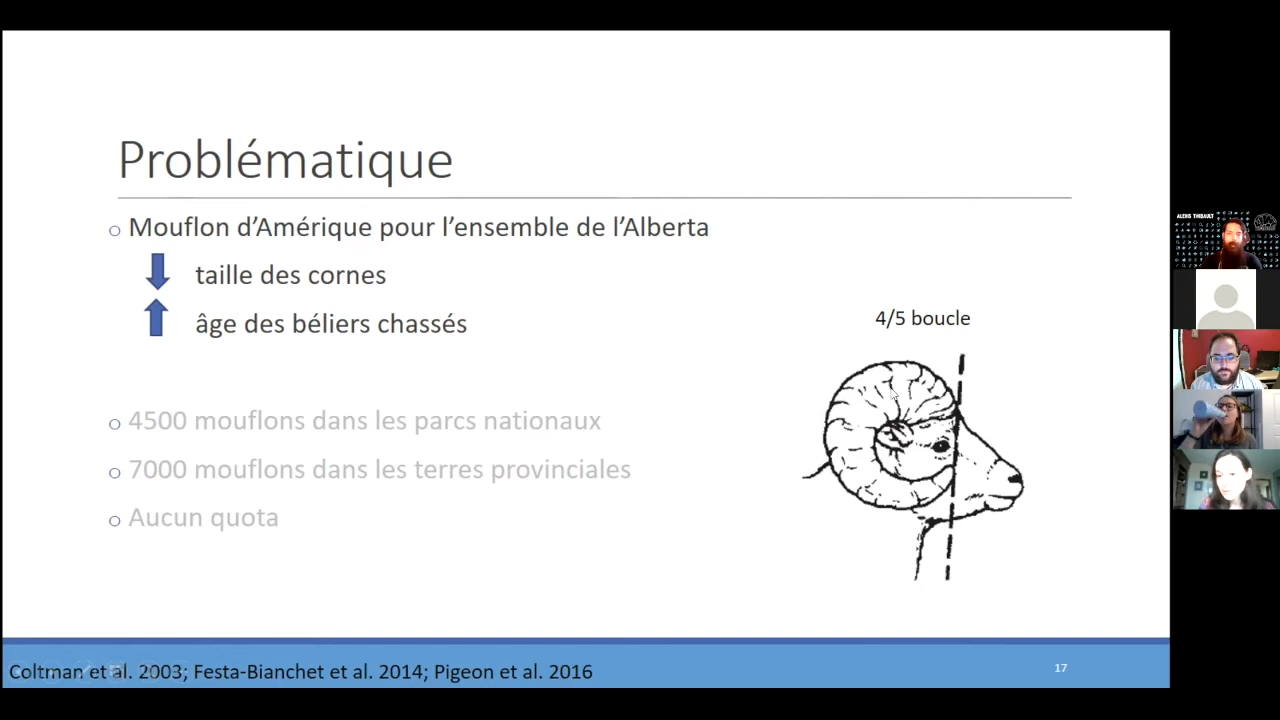 Problématique
o Mouflon d'Amérique pour l'ensemble de l'Alberta
taille des cornes
âge des béliers chassés
4/5 boucle
o 4500 mouflons dans les parcs nationaux
o 7000 mouflons dans les terres provinciales
o Aucun quota
Coltman et al. 2003; Festa-Bianchet et al. 2014; Pigeon et al. 2016
17
ALEXIS THIBAULT